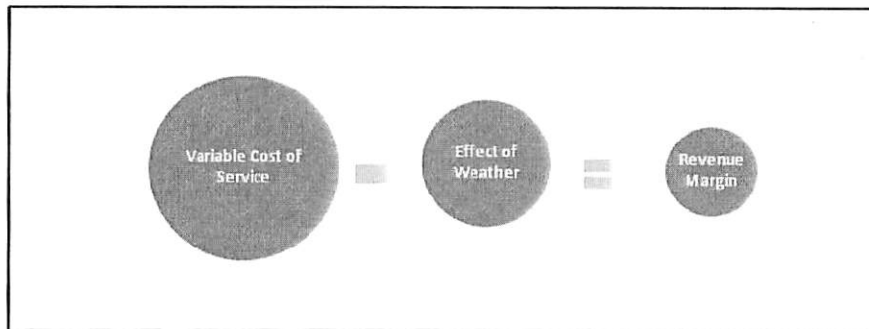 Variable Cost of
Service
Effect of
Weather
Revenue
Margin